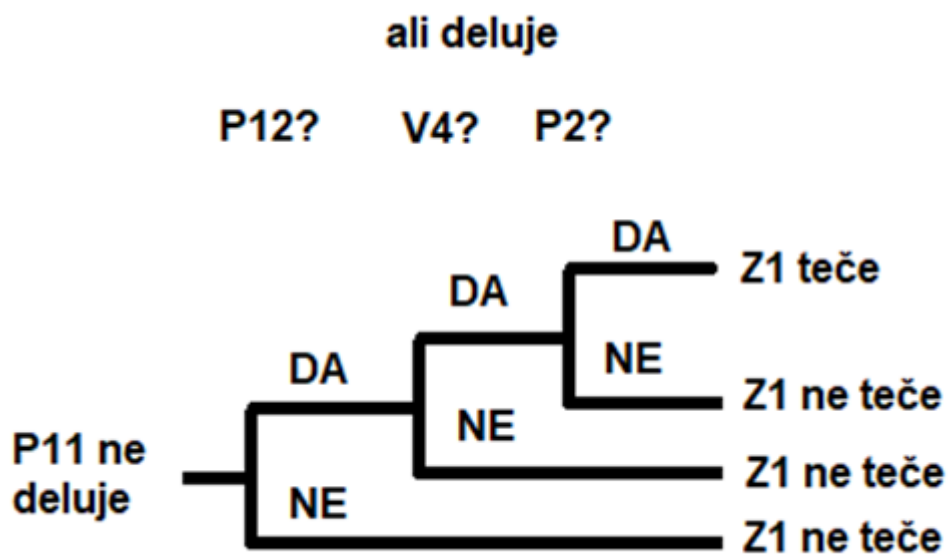 ali deluje
P12? V4? P2?
DA
Z1 teče
DA
NE
DA
Z1 ne teče
NE
P11 ne
deluje
Z1 ne teče
NE
Z1 ne teče